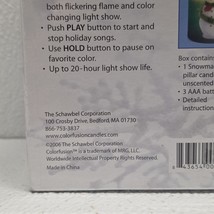 both flickering flame and color
changing light show.
• Push PLAY button to start and
stop holiday songs.
• Use HOLD button to pause on
favorite color.
• Up to 20-hour light show life.
The Schawbel Corporation
100 Crosby Drive, Bedford MA 01730
866-753-3837
www.colorfusioncandles.com
©2006 The Schawbel Corporation
Colorfusion™ is a trademark of MRG, LLC.
Worldwide Intellectual Property Rights Reserved.
Made in China
Box contains
• 1 Snowma
pillar cand
unscented
• 3 AAA batt
• Detailed
instruction
43654 00